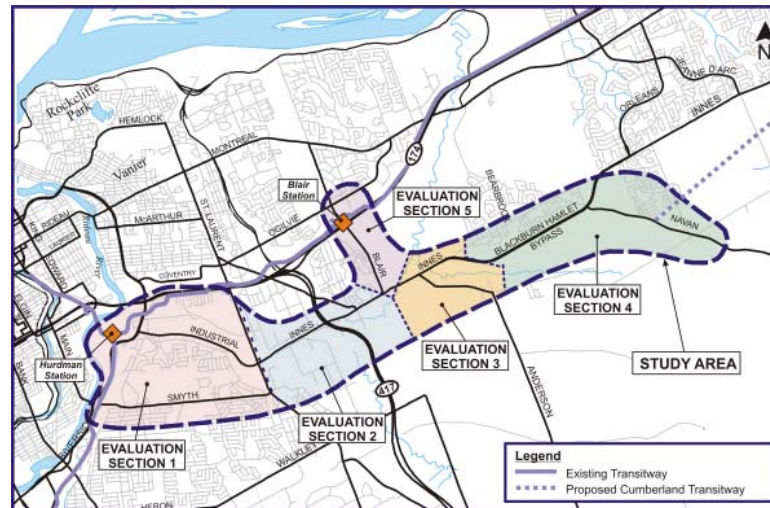 N
JEANNE D'ARC
ORLEANS
INNES
Rockcliffe
Park
HEMLOCK
MONTREAL
174
Vanier
Blair
Station
EVALUATION
SECTION 5
BEARBROOK
ST. LAURENT
OGILVIE
McARTHUR
KING
RIDEAU
LAURIER
EDWARD
Rideau
River
COVENTRY
BLAIR
INNES
BLACKBURN HAMLET
BYPASS
NAVAN
ELGIN
MAIN
BANK
Hurdman
Station
INDUSTRIAL
INNES
EVALUATION
SECTION 4
EVALUATION
SECTION 3
STUDY AREA
SMYTH
417
ANDERSON
RIVERSIDE
EVALUATION
SECTION 1
EVALUATION
SECTION 2
WALKLEY
HERON
Legend
Existing Transitway
Proposed Cumberland Transitway